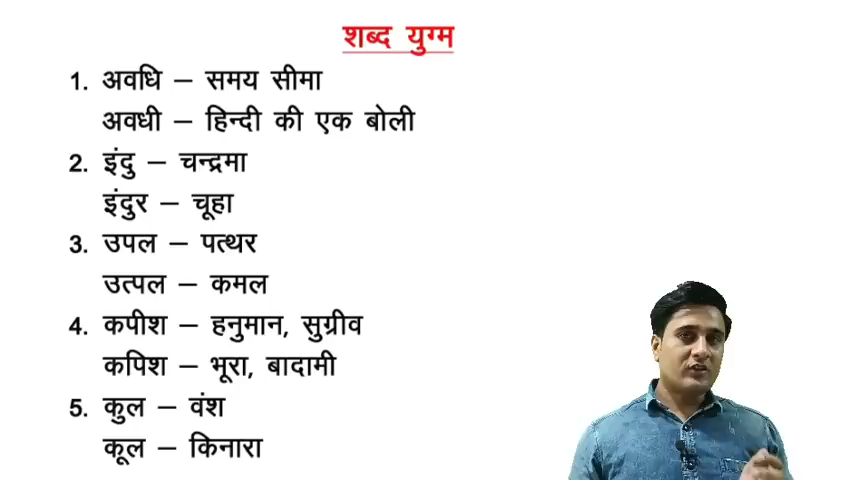 शब्द युग्म
1. अवधि – समय सीमा
अवधी – हिन्दी की एक बोली
2. इंदु – चन्द्रमा
इंदुर – चूहा
3. उपल – पत्थर
उत्पल – कमल
4. कपीश – हनुमान, सुग्रीव
कपिश – भूरा, बादामी
5. कुल – वंश
कूल – किनारा